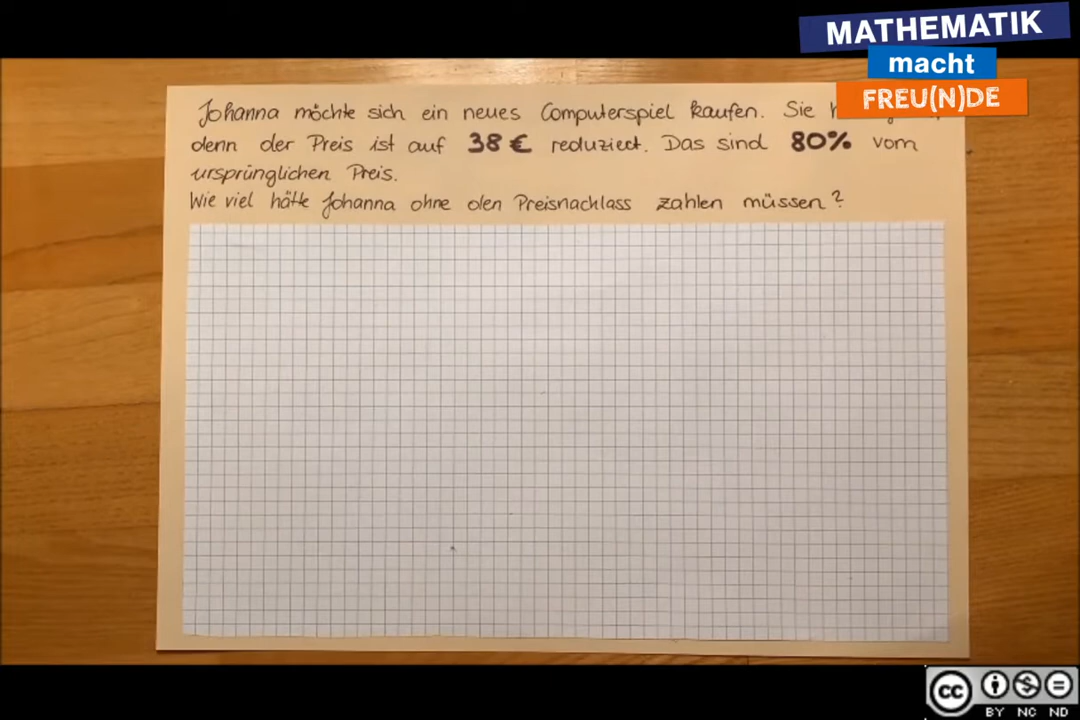 MATHEMATIK
macht
FREU(N)DE
Johanna möchte sich ein neues Computerspiel kaufen. Sie
denn der Preis ist auf 38 € reduziert. Das sind 80% vom
ursprünglichen Preis.
Wie viel hätte Johanna ohne den Preisnachlass zahlen müssen?
cc
BY NC ND